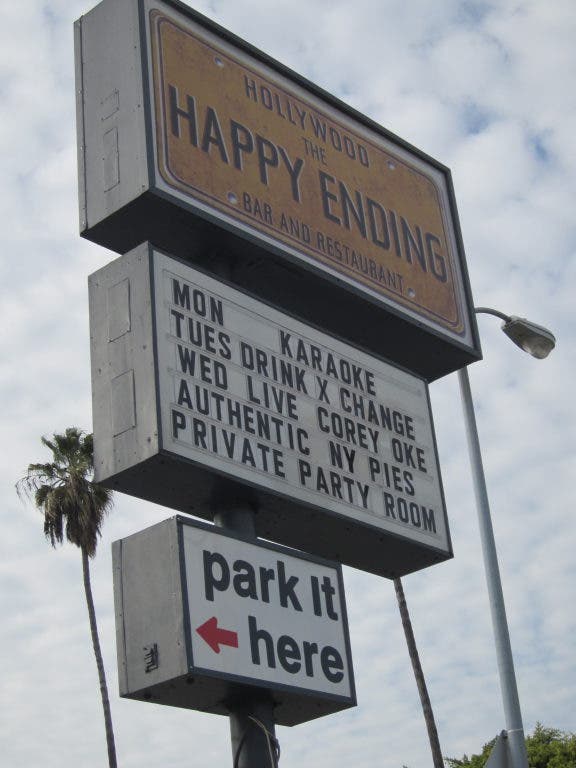 HOLLYWOOD
THE
HAPPY ENDING
BAR AND RESTAURANT
MON KARAOKE
TUES DRINK X CHANGE
WED LIVE COREY OKE
AUTHENTIC NY PIES
PRIVATE PARTY ROOM
park It
here